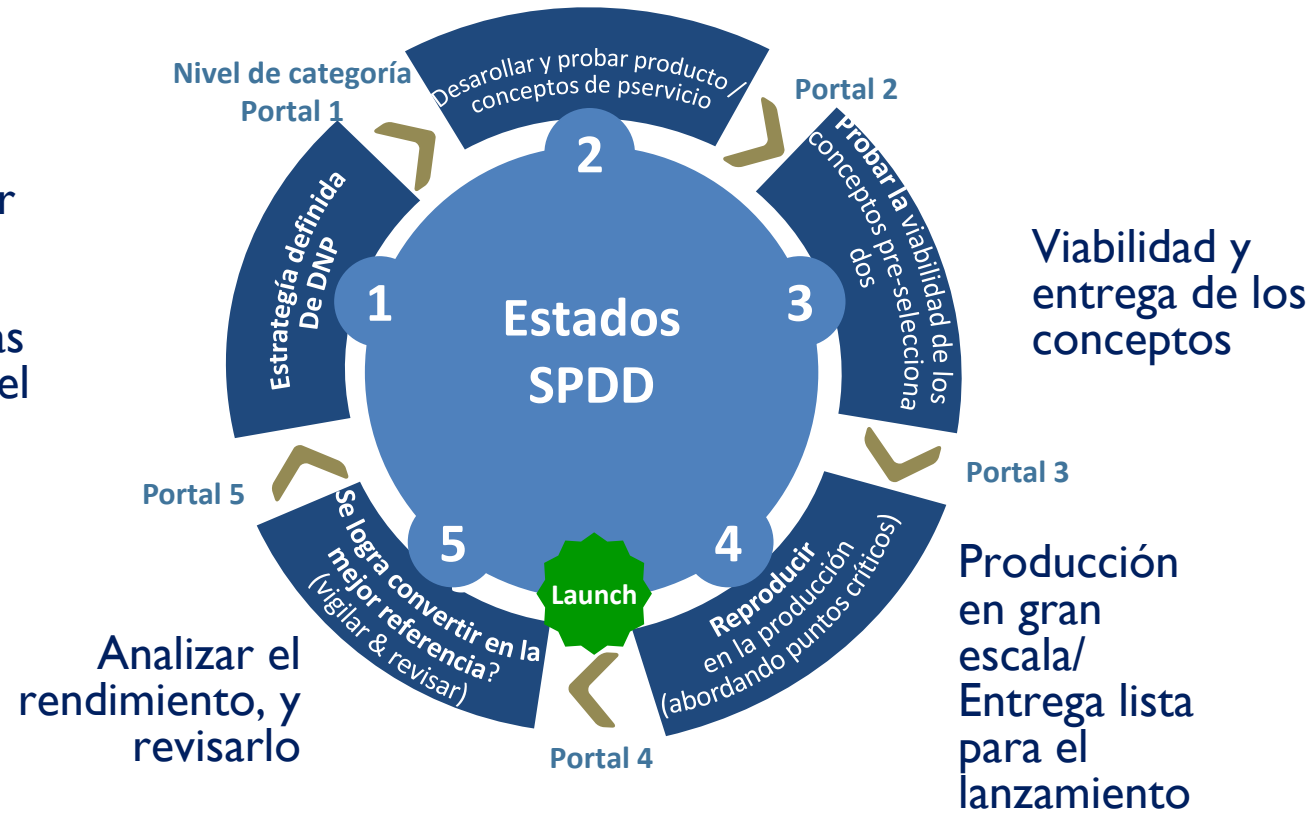 Nivel de categoría
Portal 1
Desarollar y probar producto /
conceptos de pservicio
2
Portal 2
Probar la viabilidad de los
conceptos pre-selecciona
dos
3
Viabilidad y
entrega de los
conceptos
Portal 3
Reproducir
en la producción
(abordando puntos críticos)
4
Producción
en gran
escala/
Entrega lista
para el
lanzamiento
Launch
Portal 4
Se logra convertir en la
mejor referencia?
(vigilar & revisar)
5
Analizar el
rendimiento, y
revisarlo
Portal 5
Estrategía definida
De DNP
1
Estados
SPDD
r
as
el